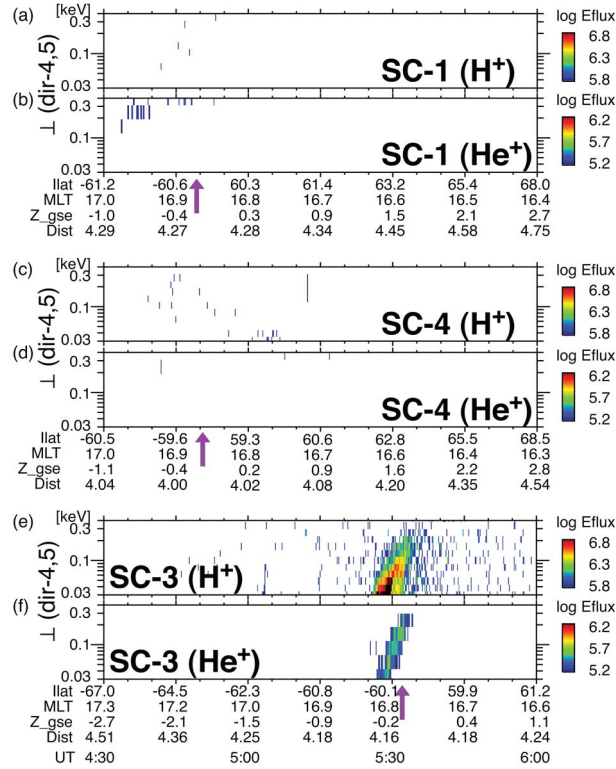 (a) [keV] log Eflux
0.3 6.8
0.1 SC-1 (H+)
0.03 5.8
⊥ (dir-4,5)
(b) log Eflux
0.3 6.2
0.1 SC-1 (He+)
0.03 5.2
Ilat -61.2 -60.6 60.3 61.4 63.2 65.4 68.0
MLT 17.0 16.9 16.8 16.7 16.6 16.5 16.4
Z_gse -1.0 -0.4 0.3 0.9 1.5 2.1 2.7
Dist 4.29 4.27 4.28 4.34 4.45 4.58 4.75
(c) [keV] log Eflux
0.3 6.8
0.1 SC-4 (H+)
0.03 5.8
⊥ (dir-4,5)
(d) log Eflux
0.3 6.2
0.1 SC-4 (He+)
0.03 5.2
Ilat -60.5 -59.6 59.3 60.6 62.8 65.4 68.5
MLT 17.0 16.9 16.8 16.7 16.6 16.4 16.3
Z_gse -1.1 -0.4 0.2 0.9 1.6 2.2 2.8
Dist 4.04 4.00 4.02 4.08 4.20 4.35 4.54
(e) [keV] log Eflux
0.3 6.8
0.1 SC-3 (H+)
0.03 5.8
⊥ (dir-4,5)
(f) log Eflux
0.3 6.2
0.1 SC-3 (He+)
0.03 5.2
Ilat -67.0 -64.5 -62.3 -60.8 -60.1 59.9 61.2
MLT 17.3 17.2 17.0 16.9 16.8 16.7 16.6
Z_gse -2.7 -2.1 -1.5 -0.9 -0.2 0.4 1.1
Dist 4.51 4.36 4.25 4.18 4.16 4.18 4.24
UT 4:30 5:00 5:30 6:00